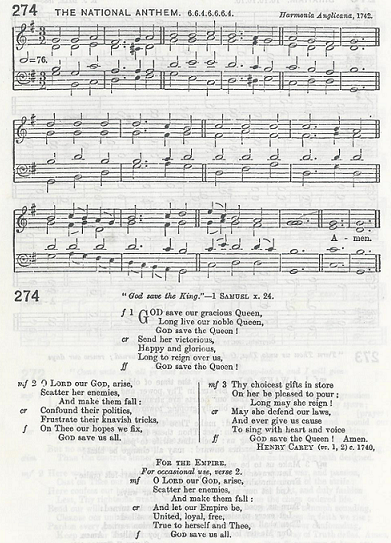 274 THE NATIONAL ANTHEM. 6.6.4.6.6.6.4. Harmonia Anglicana, 1742.
♩=76.
A - men.
274
"God save the King."—1 SAMUEL x. 24.
f 1 GOD save our gracious Queen,
Long live our noble Queen,
GOD save the Queen!
cr Send her victorious,
Happy and glorious,
Long to reign over us,
ff GOD save the Queen!
mf 2 O LORD our GOD, arise,
Scatter her enemies,
And make them fall:
cr Confound their politics,
Frustrate their knavish tricks,
f On Thee our hopes we fix,
GOD save us all.
mf 3 Thy choicest gifts in store
On her be pleased to pour;
Long may she reign!
cr May she defend our laws,
And ever give us cause
To sing with heart and voice
ff GOD save the Queen! Amen.
HENRY CAREY (vv. 1, 2) c. 1740.
FOR THE EMPIRE.
For occasional use, verse 2.
mf O LORD our GOD, arise,
Scatter her enemies,
And make them fall:
cr And let our Empire be,
United, loyal, free,
True to herself and Thee,
f GOD save us all.